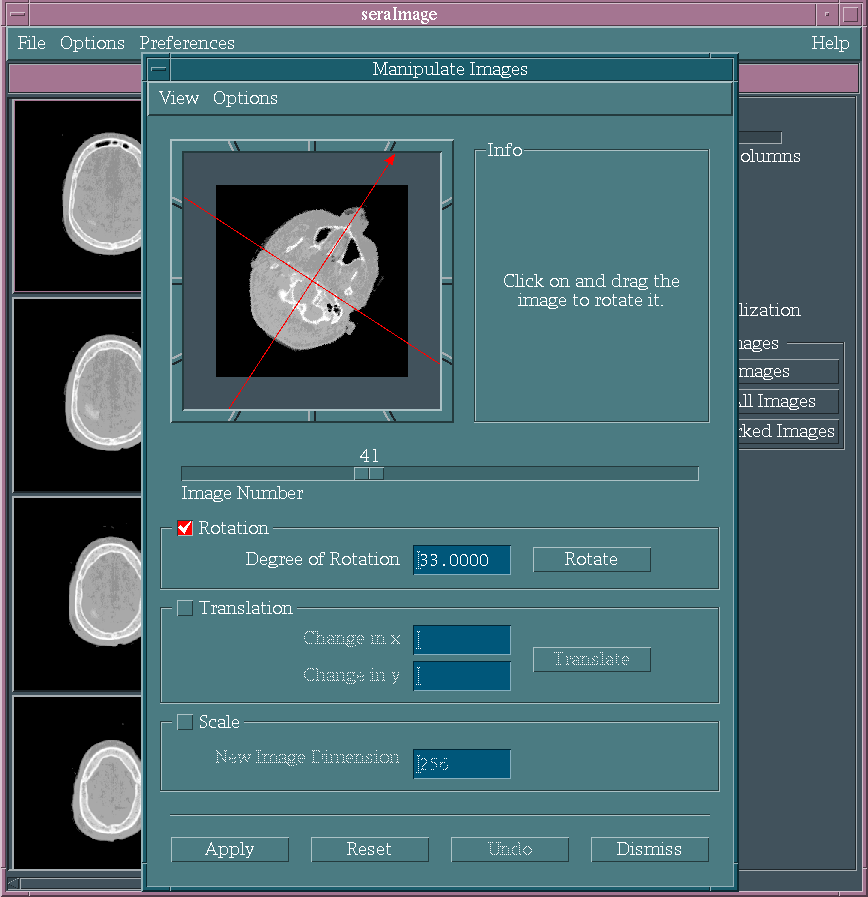 seraImage
File Options Preferences Help
Manipulate Images
View Options
Info
Click on and drag the
image to rotate it.
olumns
lization
mages
mages
All Images
rked Images
41
Image Number
Rotation
Degree of Rotation 33.0000 Rotate
Translation
Change in x
Change in y
Translate
Scale
New Image Dimension 256
Apply Reset Undo Dismiss